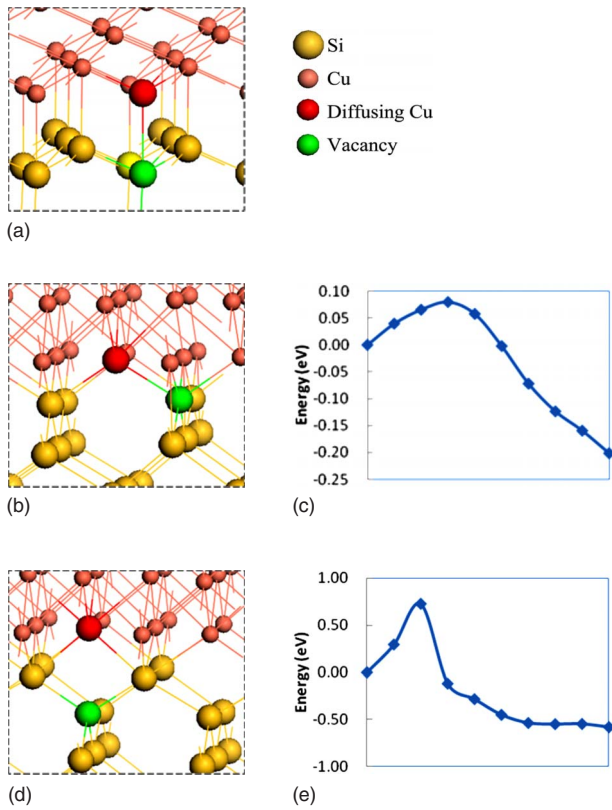 Si
Cu
Diffusing Cu
Vacancy
(a)
(b)
0.10
0.05
0.00
-0.05
-0.10
-0.15
-0.20
-0.25
Energy (eV)
(c)
(d)
1.00
0.50
0.00
-0.50
-1.00
Energy (eV)
(e)